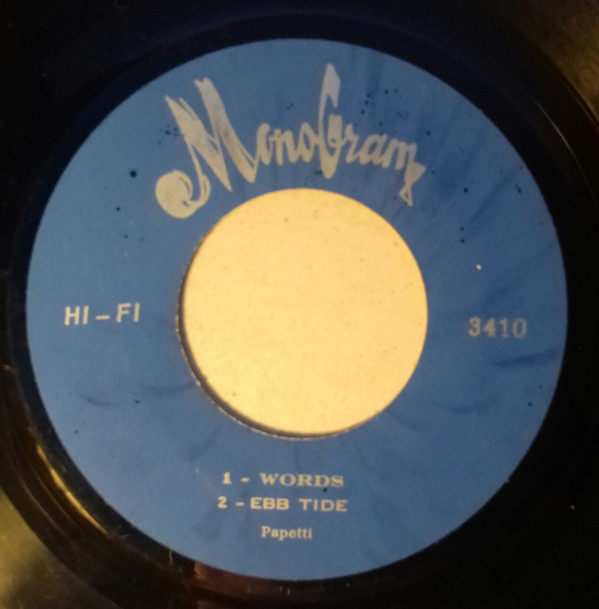 MonoGram
HI-FI
3410
1 - WORDS
2 - EBB TIDE
Papetti